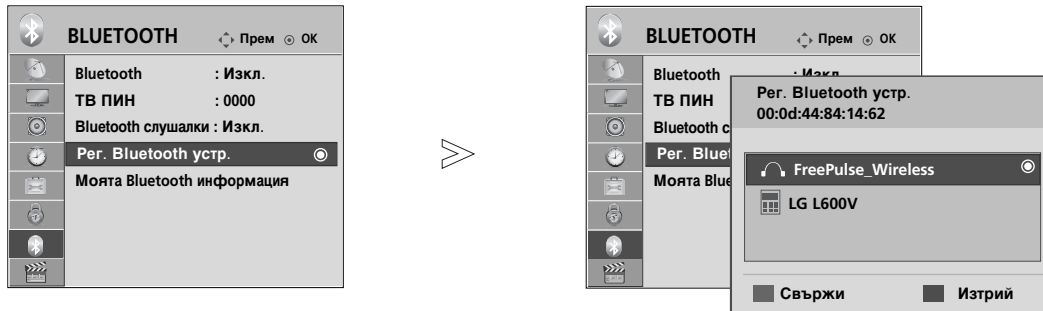 BLUETOOTH Прем OK
Bluetooth : Изкл.
ТВ ПИН : 0000
Bluetooth слушалки : Изкл.
Рег. Bluetooth устр.
Моята Bluetooth информация
BLUETOOTH Прем OK
Bluetooth : Изкл
ТВ ПИН
Bluetooth с
Рег. Bluet
Моята Blue
Рег. Bluetooth устр.
00:0d:44:84:14:62
FreePulse_Wireless
LG L600V
Свържи Изтрий